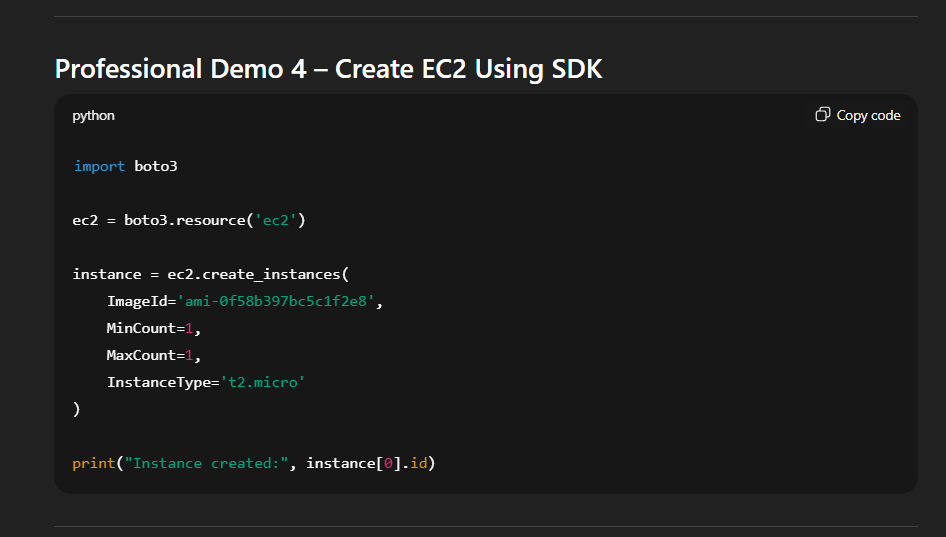 Professional Demo 4 – Create EC2 Using SDK
python
Copy code
import boto3
ec2 = boto3.resource('ec2')
instance = ec2.create_instances(
    ImageId='ami-0f58b397bc5c1f2e8',
    MinCount=1,
    MaxCount=1,
    InstanceType='t2.micro'
)
print("Instance created:", instance[0].id)